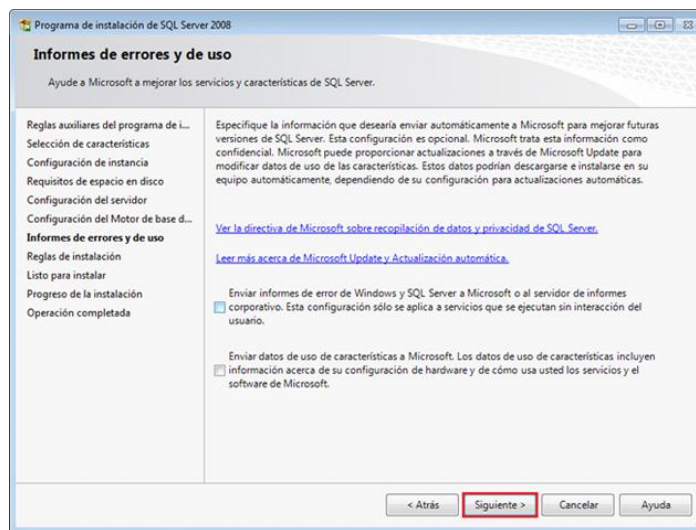 Programa de instalación de SQL Server 2008
Informes de errores y de uso
Ayude a Microsoft a mejorar los servicios y características de SQL Server.
Reglas auxiliares del programa de i...
Selección de características
Configuración de instancia
Requisitos de espacio en disco
Configuración del servidor
Configuración del Motor de base d...
Informes de errores y de uso
Reglas de instalación
Listo para instalar
Progreso de la instalación
Operación completada
Especifique la información que desearía enviar automáticamente a Microsoft para mejorar futuras
versiones de SQL Server. Esta configuración es opcional. Microsoft trata esta información como
confidencial. Microsoft puede proporcionar actualizaciones a través de Microsoft Update para
modificar datos de uso de las características. Estos datos podrían descargarse e instalarse en su
equipo automáticamente, dependiendo de su configuración para actualizaciones automáticas.
Ver la directiva de Microsoft sobre recopilación de datos y privacidad de SQL Server.
Leer más acerca de Microsoft Update y Actualización automática.
Enviar informes de error de Windows y SQL Server a Microsoft o al servidor de informes
corporativo. Esta configuración sólo se aplica a servicios que se ejecutan sin interacción del
usuario.
Enviar datos de uso de características a Microsoft. Los datos de uso de características incluyen
información acerca de su configuración de hardware y de cómo usa usted los servicios y el
software de Microsoft.
< Atrás
Siguiente >
Cancelar
Ayuda